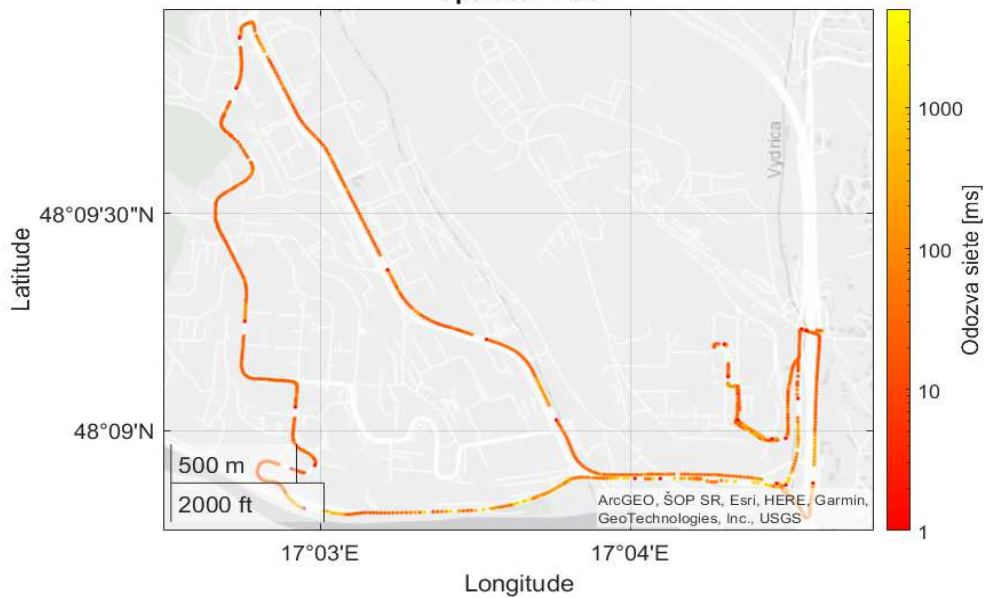 1000
Vydrica
48°09'30"N
100
Latitude
Odozva siete [ms]
10
48°09'N
500 m
2000 ft
ArcGEO, ŠOP SR, Esri, HERE, Garmin,
GeoTechnologies, Inc., USGS
1
17°03'E
17°04'E
Longitude